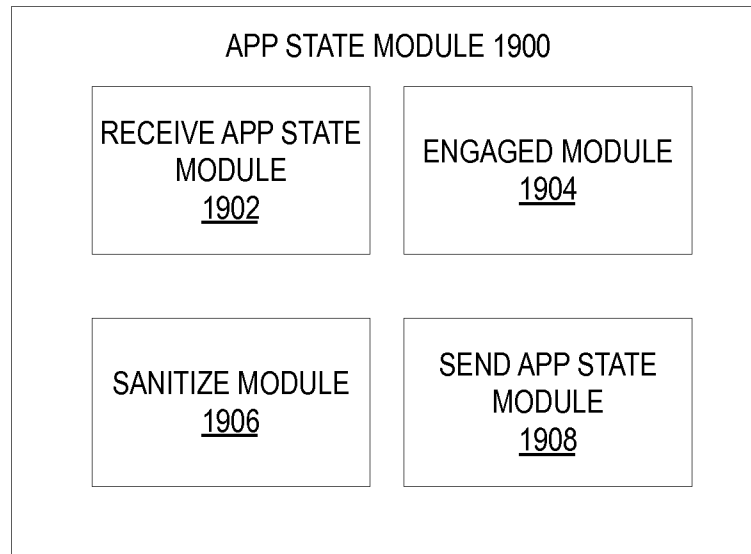 APP STATE MODULE 1900
RECEIVE APP STATE
MODULE
1902
ENGAGED MODULE
1904
SANITIZE MODULE
1906
SEND APP STATE
MODULE
1908